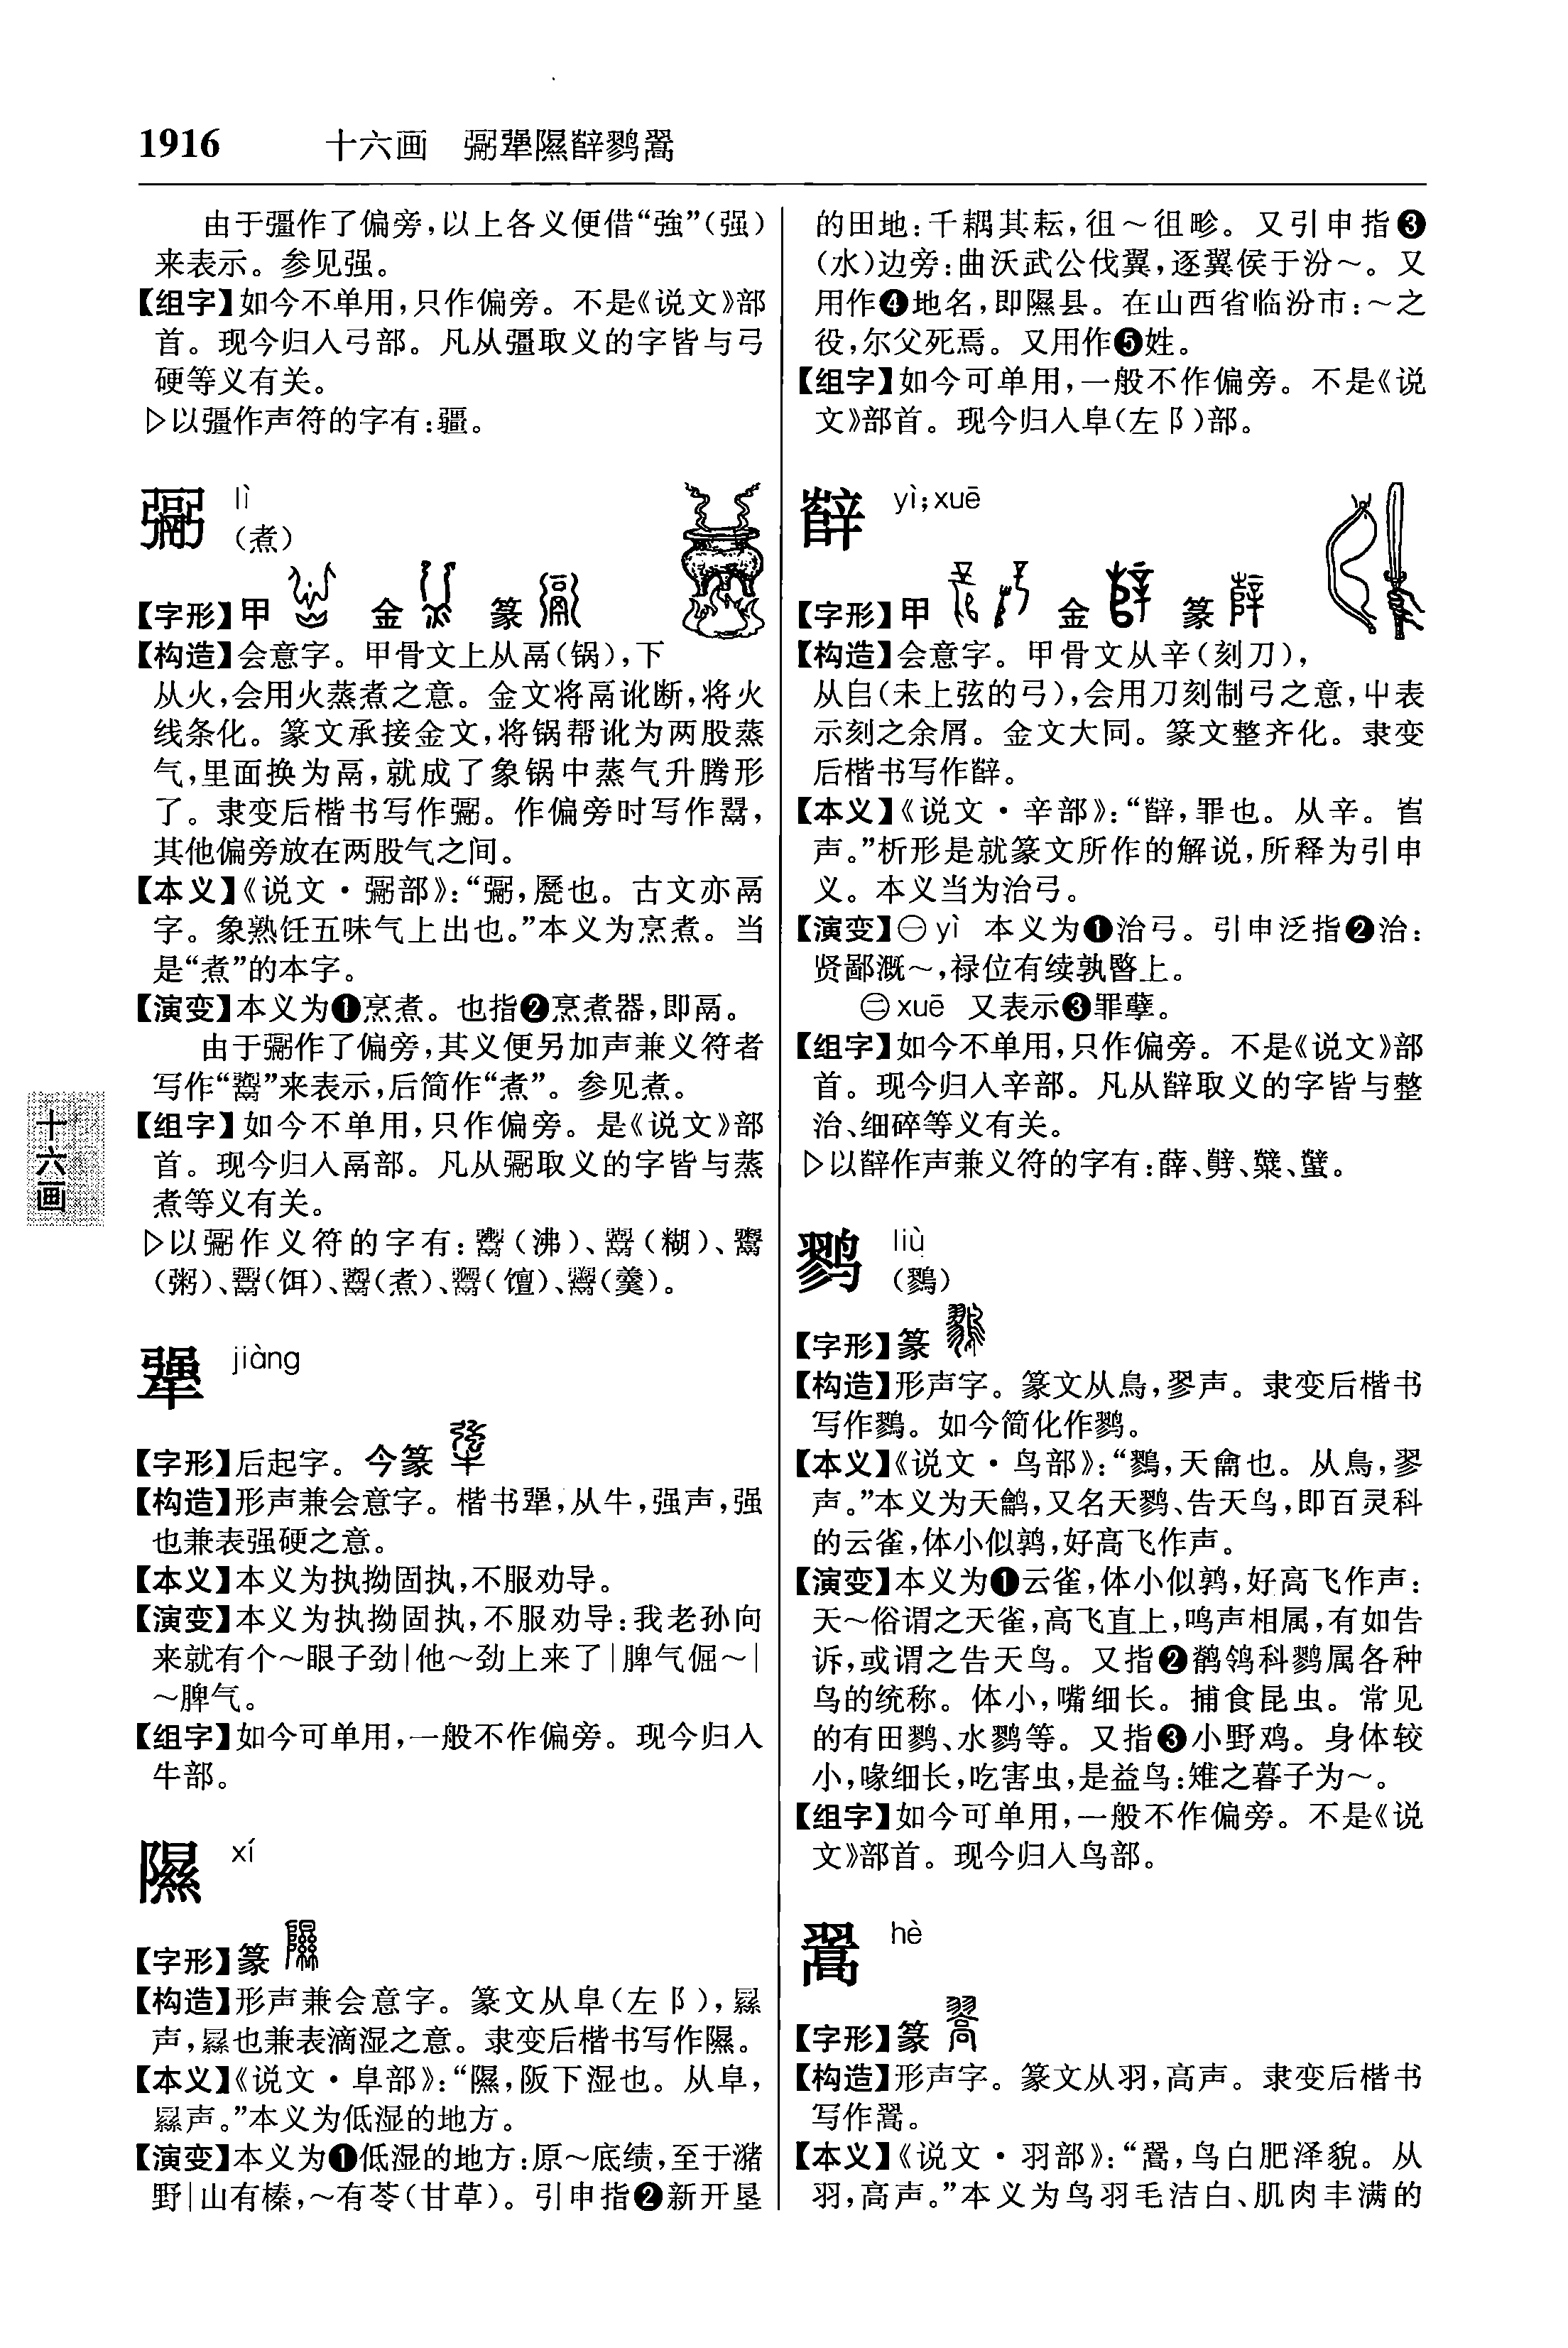 1916 十六画 䰜犟隰辥鹨翯
由于彊作了偏旁,以上各义便借“強”(强)
来表示。参见强。
【组字】如今不单用,只作偏旁。不是《说文》部
首。现今归入弓部。凡从彊取义的字皆与弓
硬等义有关。
▷以彊作声符的字有:疆。
䰜 lì
(煮)
【字形】甲 金 篆
【构造】会意字。甲骨文上从鬲(锅),下
从火,会用火蒸煮之意。金文将鬲讹断,将火
线条化。篆文承接金文,将锅帮讹为两股蒸
气,里面换为鬲,就成了象锅中蒸气升腾形
了。隶变后楷书写作䰜。作偏旁时写作䰜,
其他偏旁放在两股气之间。
【本义】《说文·䰜部》:“䰜,㽁也。古文亦鬲
字。象熟饪五味气上出也。”本义为烹煮。当
是“煮”的本字。
【演变】本义为❶烹煮。也指❷烹煮器,即鬲。
由于䰜作了偏旁,其义便另加声兼义符者
写作“䰞”来表示,后简作“煮”。参见煮。
【组字】如今不单用,只作偏旁。是《说文》部
首。现今归入鬲部。凡从䰜取义的字皆与蒸
煮等义有关。
▷以䰜作义符的字有:(沸)、(糊)、鬻
(粥)、(饵)、䰞(煮)、(饘)、(羹)。
犟 jiàng
【字形】后起字。今篆
【构造】形声兼会意字。楷书犟,从牛,强声,强
也兼表强硬之意。
【本义】本义为执拗固执,不服劝导。
【演变】本义为执拗固执,不服劝导:我老孙向
来就有个~眼子劲|他~劲上来了|脾气倔~|
~脾气。
【组字】如今可单用,一般不作偏旁。现今归入
牛部。
隰 xí
【字形】篆
【构造】形声兼会意字。篆文从阜(左阝),㬎
声,㬎也兼表滴湿之意。隶变后楷书写作隰。
【本义】《说文·阜部》:“隰,阪下湿也。从阜,
㬎声。”本义为低湿的地方。
【演变】本义为❶低湿的地方:原~底绩,至于潴
野|山有榛,~有苓(甘草)。引申指❷新开垦
的田地:千耦其耘,徂~徂畛。又引申指❸
(水)边旁:曲沃武公伐翼,逐翼侯于汾~。又
用作❹地名,即隰县。在山西省临汾市:~之
役,尔父死焉。又用作❺姓。
【组字】如今可单用,一般不作偏旁。不是《说
文》部首。现今归入阜(左阝)部。
辥 yì;xuē
【字形】甲 金 篆
【构造】会意字。甲骨文从辛(刻刀),
从𠂤(未上弦的弓),会用刀刻制弓之意,屮表
示刻之余屑。金文大同。篆文整齐化。隶变
后楷书写作辥。
【本义】《说文·辛部》:“辥,罪也。从辛。𡴎
声。”析形是就篆文所作的解说,所释为引申
义。本义当为治弓。
【演变】㊀yì 本义为❶治弓。引申泛指❷治:
贤鄙溉~,禄位有续孰暋上。
㊁xuē 又表示❸罪孽。
【组字】如今不单用,只作偏旁。不是《说文》部
首。现今归入辛部。凡从辥取义的字皆与整
治、细碎等义有关。
▷以辥作声兼义符的字有:薛、劈、糱、蠥。
鹨 liù
(鷚)
【字形】篆
【构造】形声字。篆文从鳥,翏声。隶变后楷书
写作鷚。如今简化作鹨。
【本义】《说文·鸟部》:“鷚,天龠也。从鳥,翏
声。”本义为天鸙,又名天鹨、告天鸟,即百灵科
的云雀,体小似鹑,好高飞作声。
【演变】本义为❶云雀,体小似鹑,好高飞作声:
天~俗谓之天雀,高飞直上,鸣声相属,有如告
诉,或谓之告天鸟。又指❷鹡鸰科鹨属各种
鸟的统称。体小,嘴细长。捕食昆虫。常见
的有田鹨、水鹨等。又指❸小野鸡。身体较
小,喙细长,吃害虫,是益鸟:雉之暮子为~。
【组字】如今可单用,一般不作偏旁。不是《说
文》部首。现今归入鸟部。
翯 hè
【字形】篆
【构造】形声字。篆文从羽,高声。隶变后楷书
写作翯。
【本义】《说文·羽部》:“翯,鸟白肥泽貌。从
羽,高声。”本义为鸟羽毛洁白、肌肉丰满的
十六画